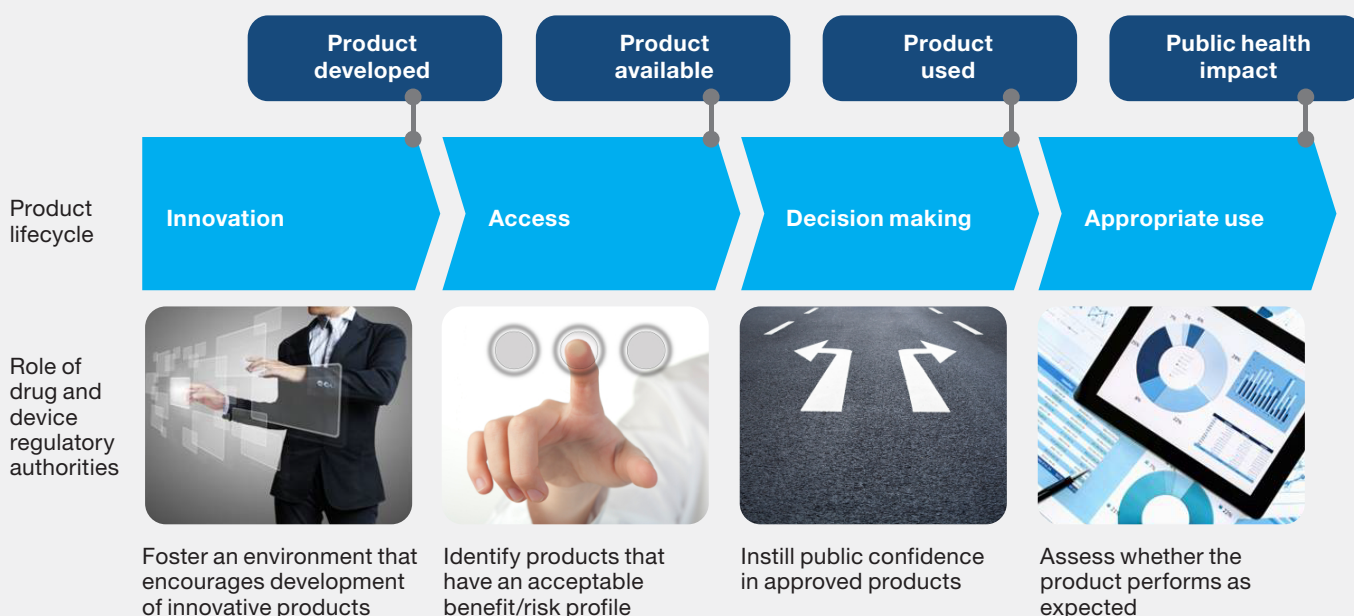 Product
developed
Product
available
Product
used
Public health
impact
Product
lifecycle
Innovation
Access
Decision making
Appropriate use
Role of
drug and
device
regulatory
authorities
Foster an environment that
encourages development
of innovative products
Identify products that
have an acceptable
benefit/risk profile
Instill public confidence
in approved products
Assess whether the
product performs as
expected